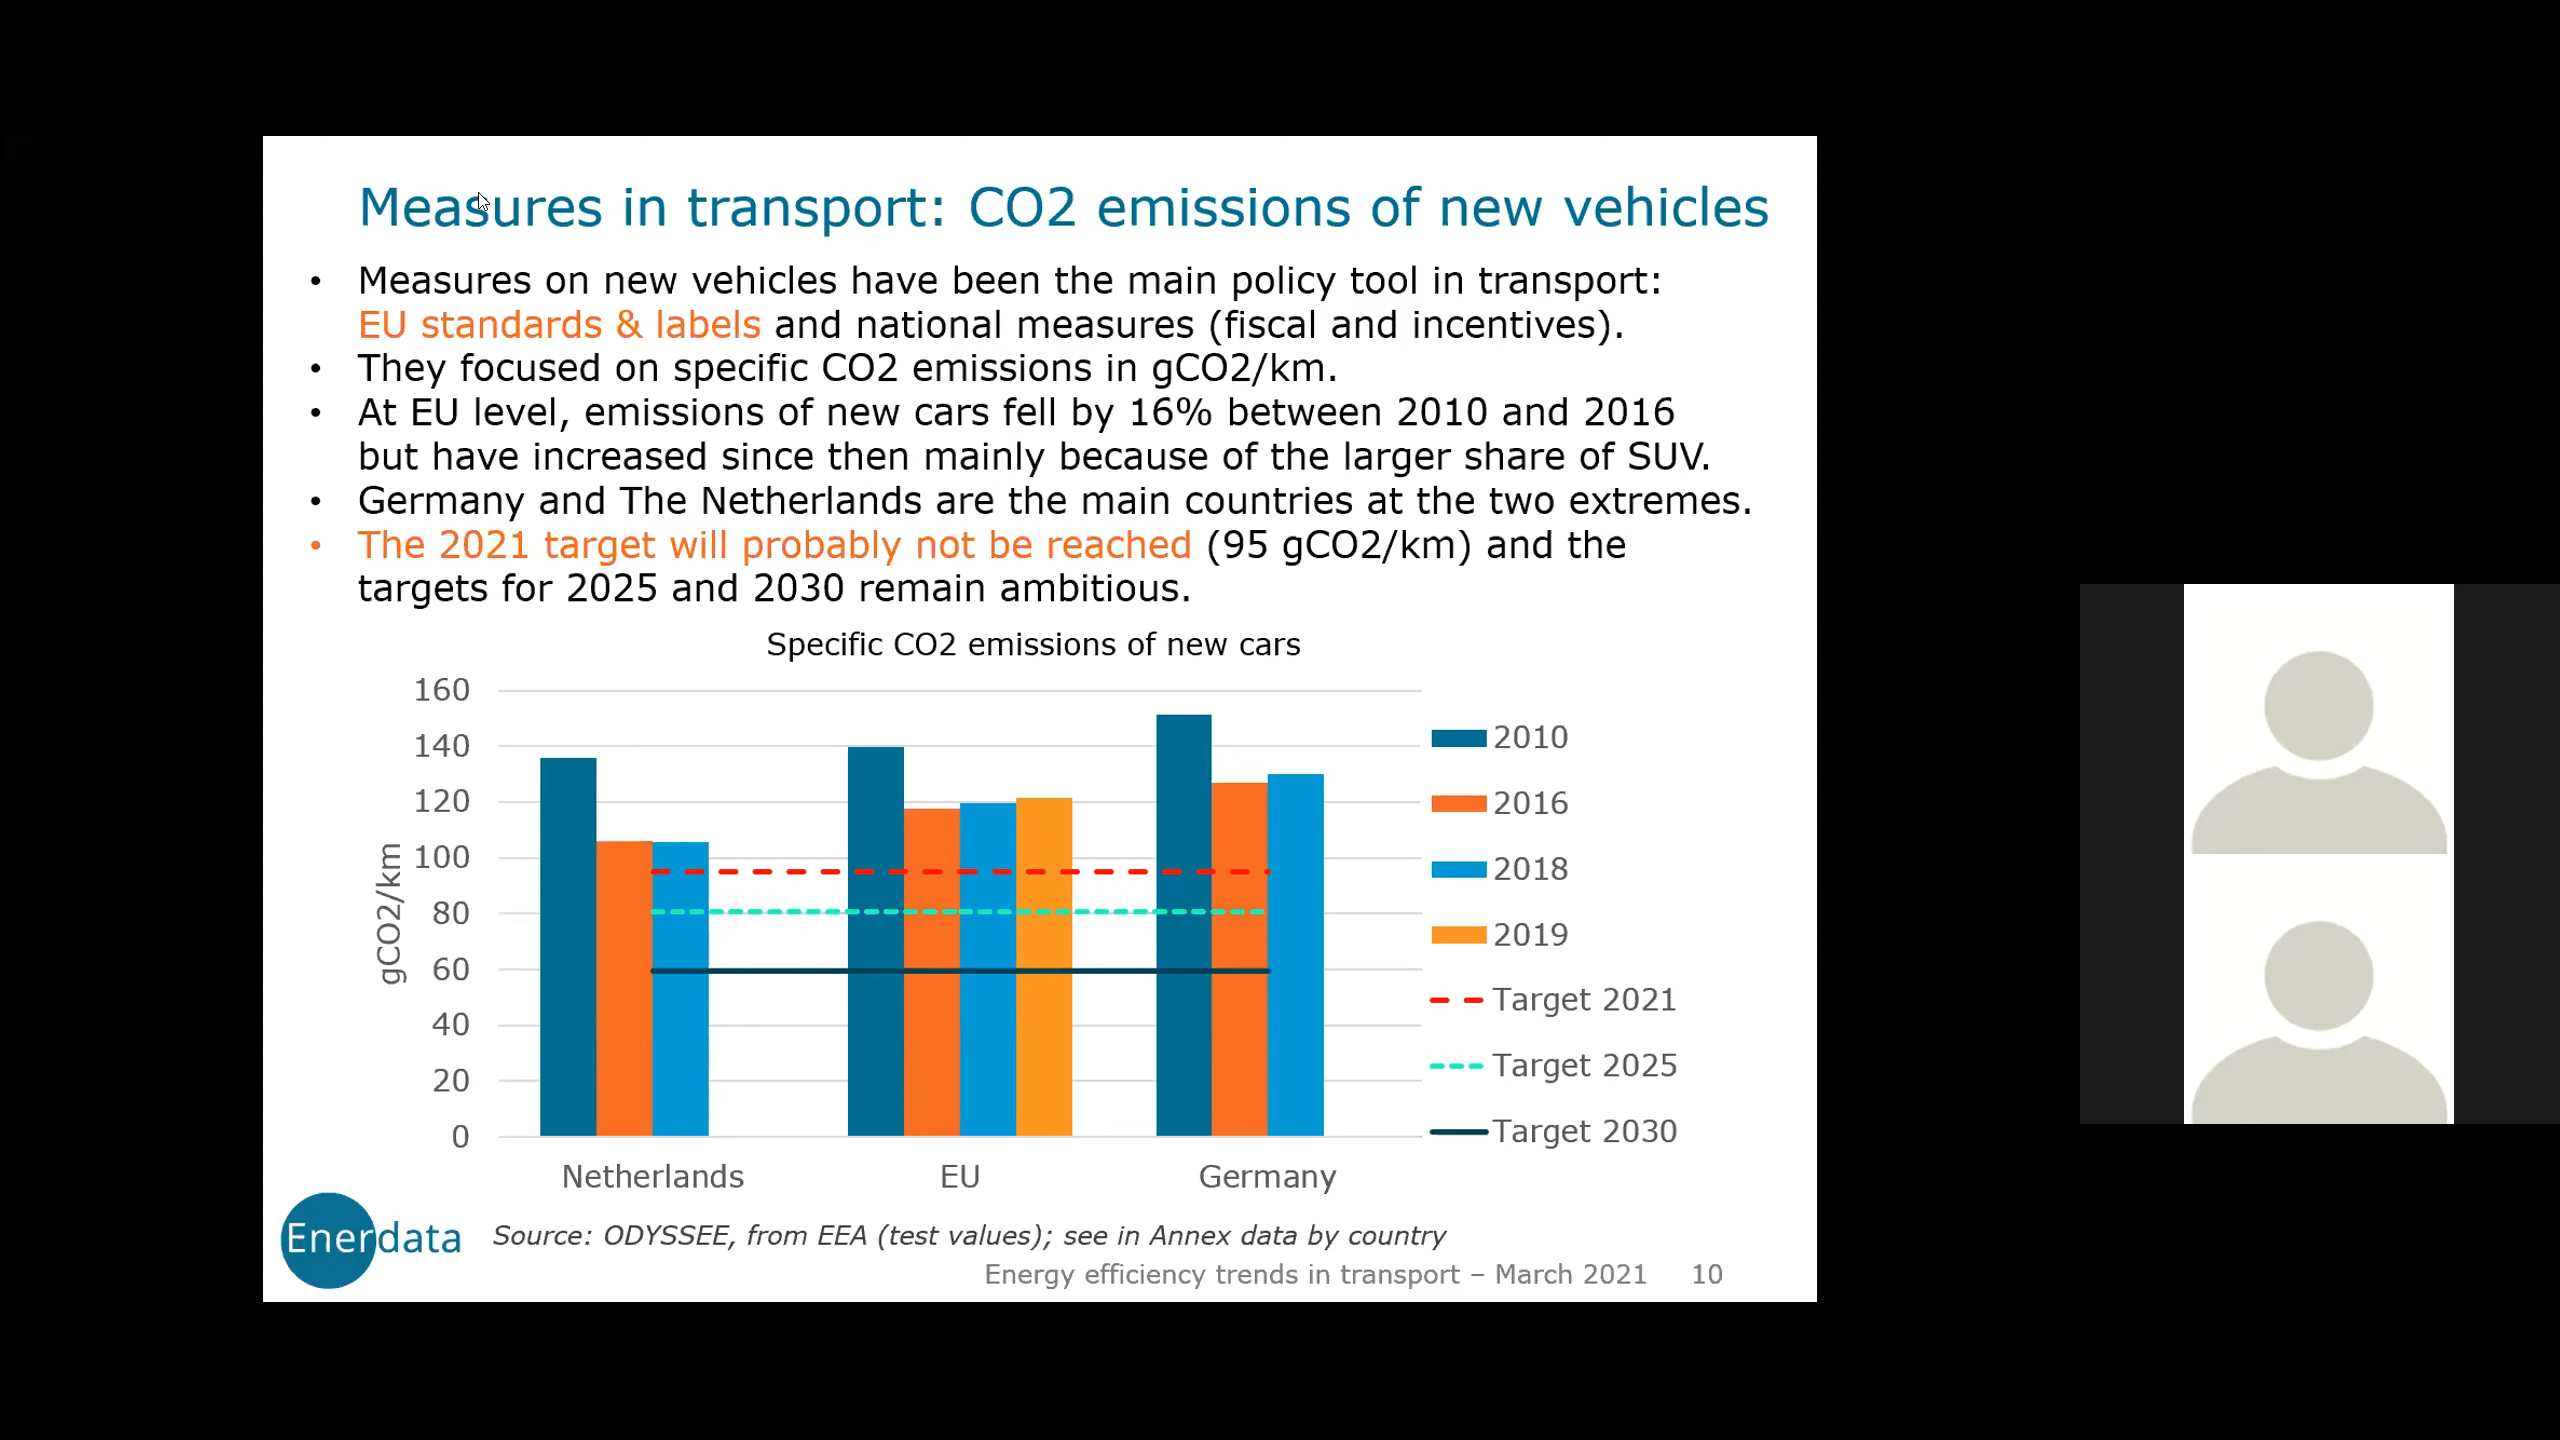 Measures in transport: CO2 emissions of new vehicles
• Measures on new vehicles have been the main policy tool in transport:
EU standards & labels and national measures (fiscal and incentives).
• They focused on specific CO2 emissions in gCO2/km.
• At EU level, emissions of new cars fell by 16% between 2010 and 2016
but have increased since then mainly because of the larger share of SUV.
• Germany and The Netherlands are the main countries at the two extremes.
• The 2021 target will probably not be reached (95 gCO2/km) and the
targets for 2025 and 2030 remain ambitious.
Specific CO2 emissions of new cars
gCO2/km
160
140
120
100
80
60
40
20
0
Netherlands
EU
Germany
2010
2016
2018
2019
Target 2021
Target 2025
Target 2030
Enerdata
Source: ODYSSEE, from EEA (test values); see in Annex data by country
Energy efficiency trends in transport – March 2021 10